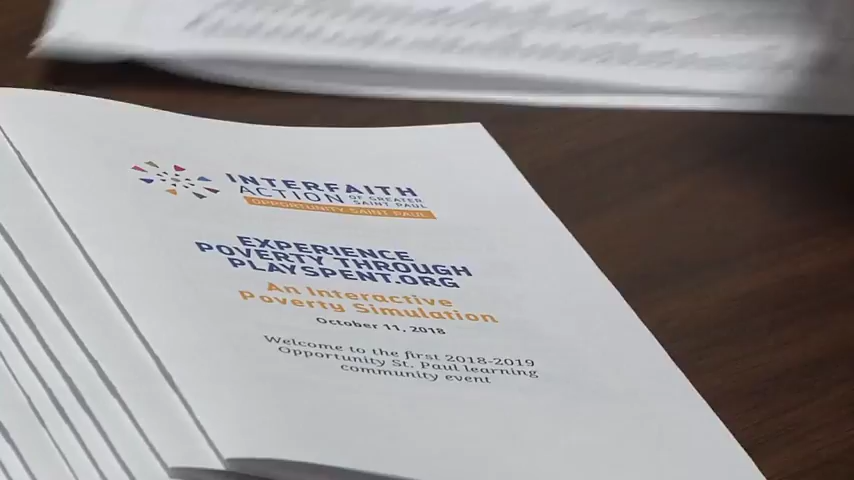 INTERFAITH
ACTION OF GREATER SAINT PAUL
OPPORTUNITY SAINT PAUL
EXPERIENCE
POVERTY THROUGH
PLAYSPENT.ORG
An Interactive
Poverty Simulation
October 11, 2018
Welcome to the first 2018-2019
Opportunity St. Paul learning
community event